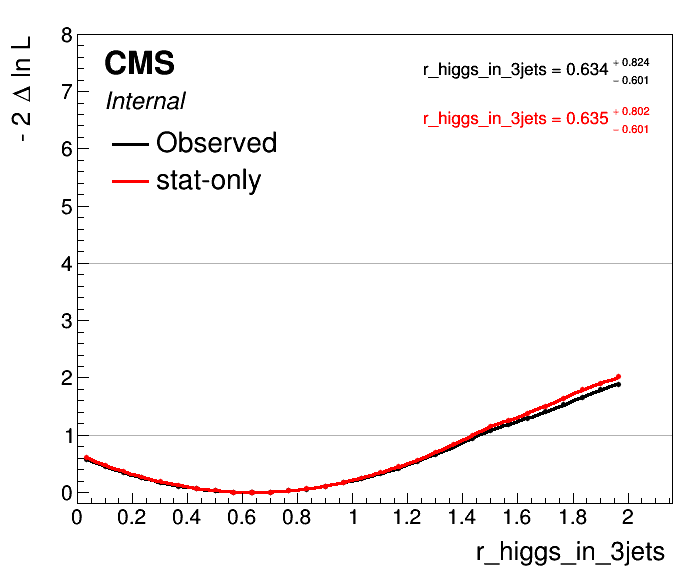 - 2 Δ ln L
8
7
6
5
4
3
2
1
0
CMS
Internal
Observed
stat-only
r_higgs_in_3jets = 0.634 + 0.824 − 0.601
r_higgs_in_3jets = 0.635 + 0.802 − 0.601
0 0.2 0.4 0.6 0.8 1 1.2 1.4 1.6 1.8 2
r_higgs_in_3jets